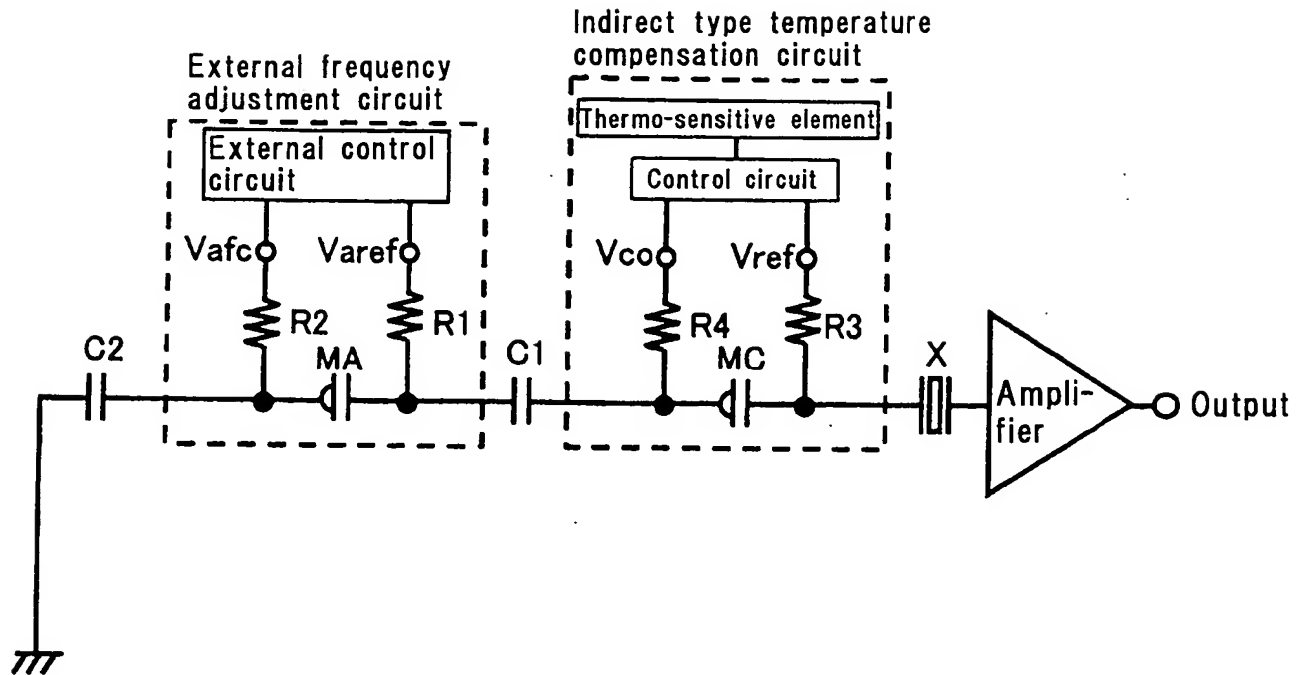 Indirect type temperature
compensation circuit
External frequency
adjustment circuit
External control
circuit
Thermo-sensitive element
Control circuit
Vafc
Varef
Vco
Vref
R2
R1
R4
R3
C2
MA
C1
MC
X
Ampli-
fier
Output